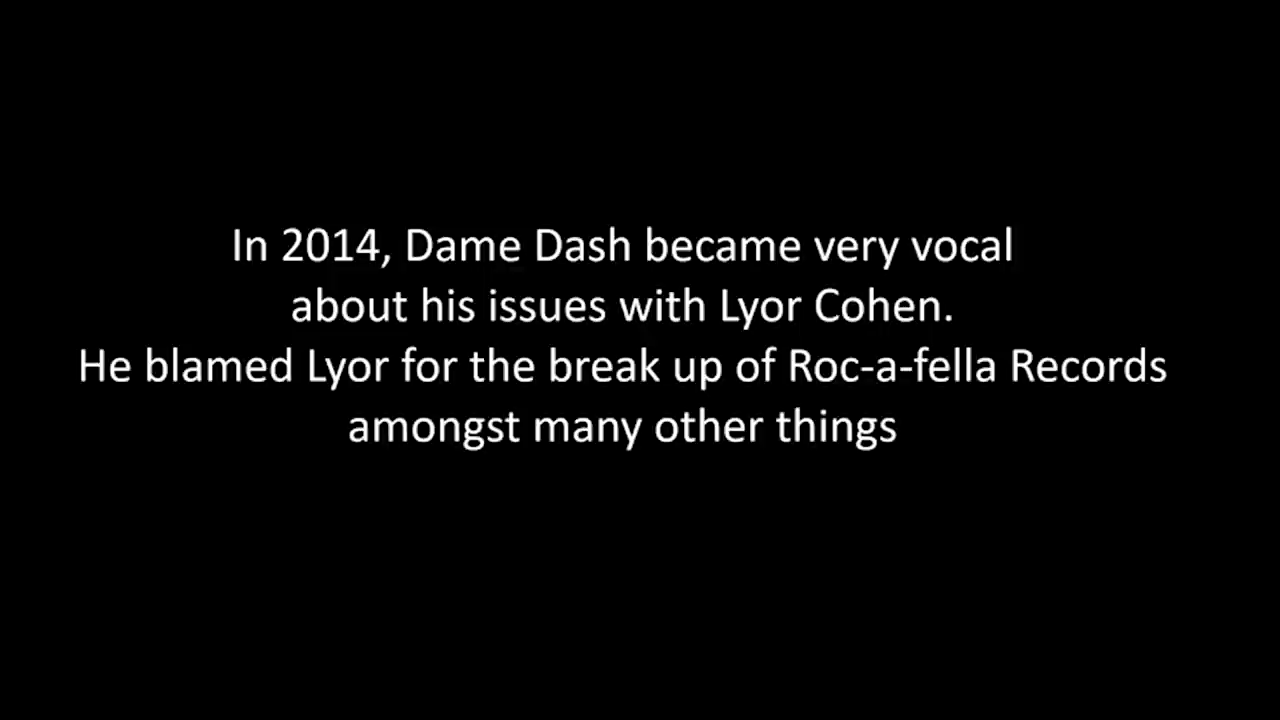 In 2014, Dame Dash became very vocal
about his issues with Lyor Cohen.
He blamed Lyor for the break up of Roc-a-fella Records
amongst many other things